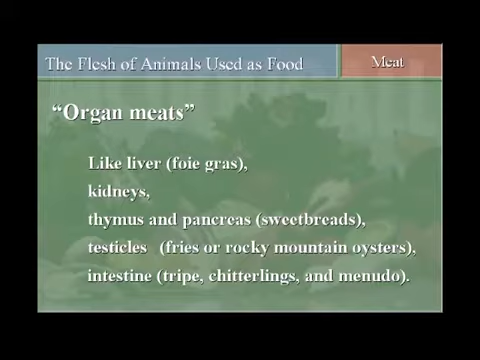 The Flesh of Animals Used as Food
Meat
“Organ meats”
Like liver (foie gras),
kidneys,
thymus and pancreas (sweetbreads),
testicles (fries or rocky mountain oysters),
intestine (tripe, chitterlings, and menudo).